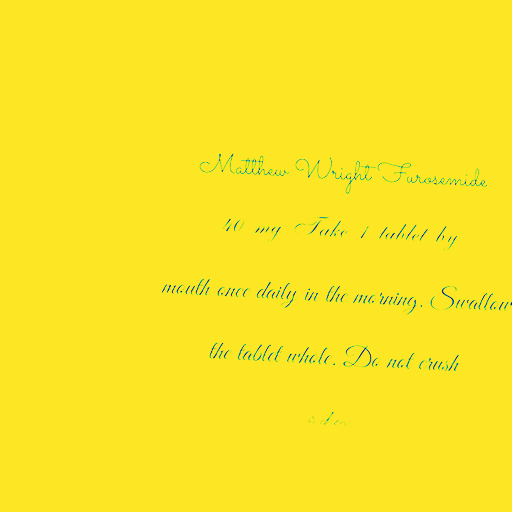 Matthew Wright Furosemide
40 mg Take 1 tablet by
mouth once daily in the morning. Swallow
the tablet whole. Do not crush